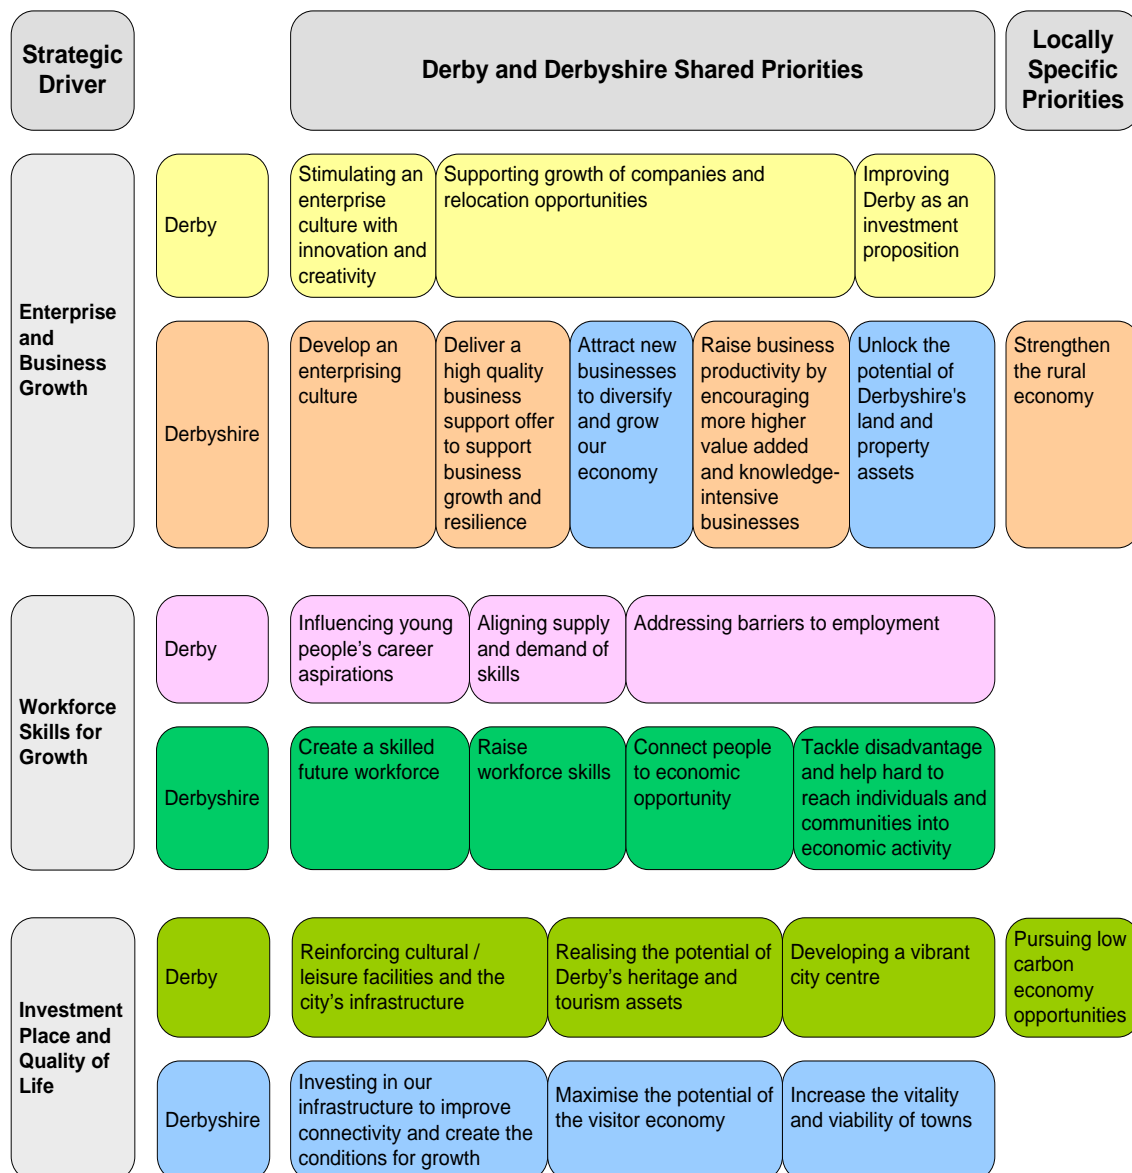 Strategic
Driver
Derby and Derbyshire Shared Priorities
Locally
Specific
Priorities
Enterprise
and
Business
Growth
Derby
Stimulating an
enterprise
culture with
innovation and
creativity
Supporting growth of companies and
relocation opportunities
Improving
Derby as an
investment
proposition
Derbyshire
Develop an
enterprising
culture
Deliver a
high quality
business
support offer
to support
business
growth and
resilience
Attract new
businesses
to diversify
and grow
our
economy
Raise business
productivity by
encouraging
more higher
value added
and knowledge-
intensive
businesses
Unlock the
potential of
Derbyshire's
land and
property
assets
Strengthen
the rural
economy
Workforce
Skills for
Growth
Derby
Influencing young
people’s career
aspirations
Aligning supply
and demand of
skills
Addressing barriers to employment
Derbyshire
Create a skilled
future workforce
Raise
workforce skills
Connect people
to economic
opportunity
Tackle disadvantage
and help hard to
reach individuals and
communities into
economic activity
Investment
Place and
Quality of
Life
Derby
Reinforcing cultural /
leisure facilities and the
city’s infrastructure
Realising the potential of
Derby’s heritage and
tourism assets
Developing a vibrant
city centre
Pursuing low
carbon
economy
opportunities
Derbyshire
Investing in our
infrastructure to improve
connectivity and create the
conditions for growth
Maximise the potential of
the visitor economy
Increase the vitality
and viability of towns